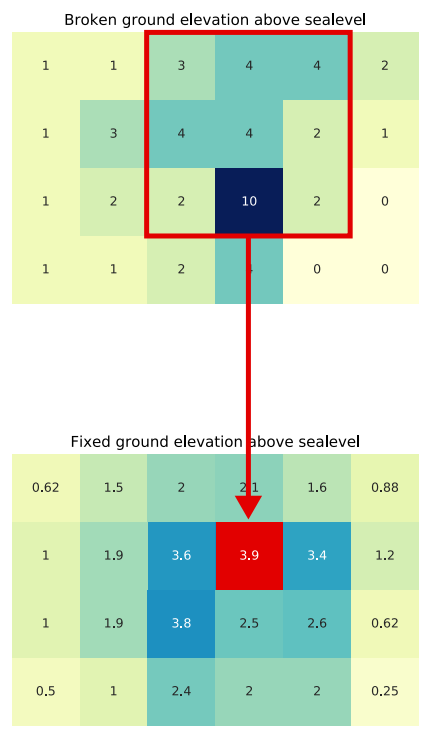 Broken ground elevation above sealevel
1 1 3 4 4 2
1 3 4 4 2 1
1 2 2 10 2 0
1 1 2 4 0 0
Fixed ground elevation above sealevel
0.62 1.5 2 2.1 1.6 0.88
1 1.9 3.6 3.9 3.4 1.2
1 1.9 3.8 2.5 2.6 0.62
0.5 1 2.4 2 2 0.25